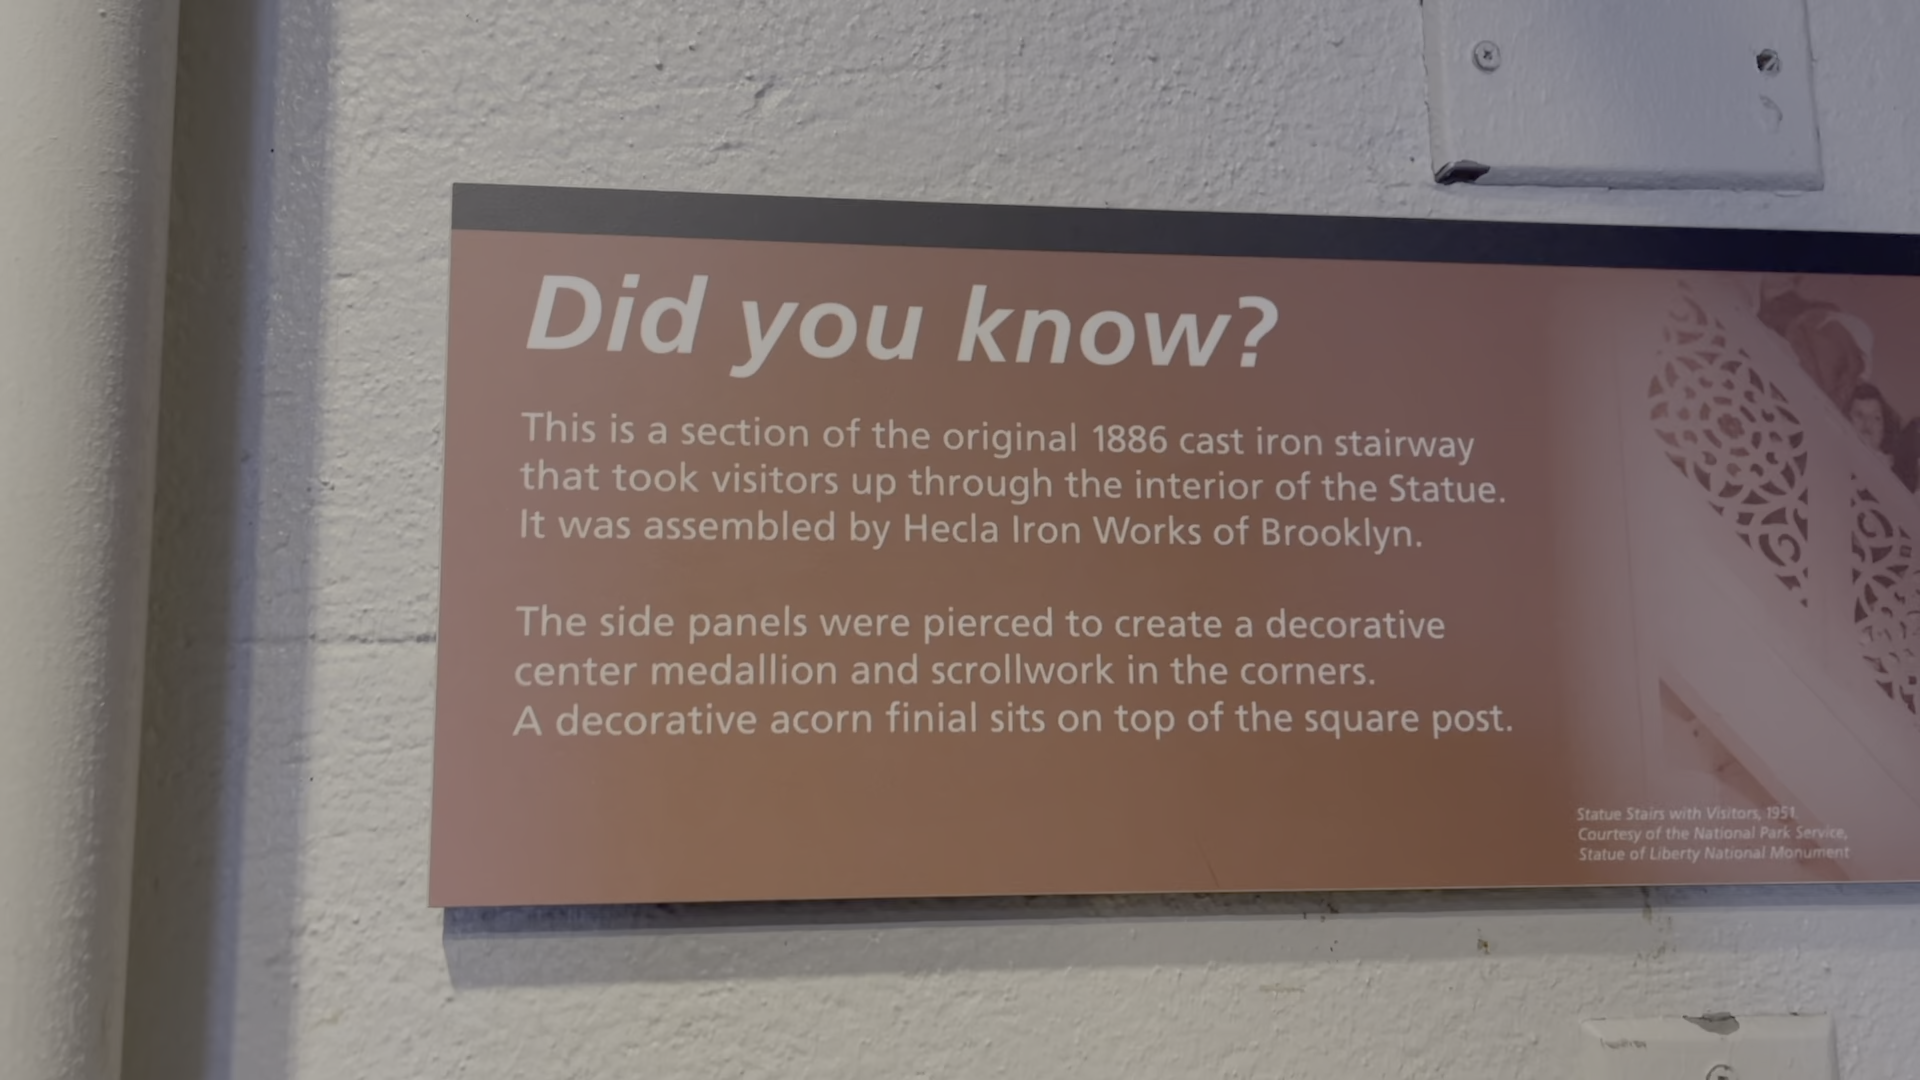 Did you know?
This is a section of the original 1886 cast iron stairway
that took visitors up through the interior of the Statue.
It was assembled by Hecla Iron Works of Brooklyn.
The side panels were pierced to create a decorative
center medallion and scrollwork in the corners.
A decorative acorn finial sits on top of the square post.
Statue Stairs with Visitors, 1951.
Courtesy of the National Park Service,
Statue of Liberty National Monument